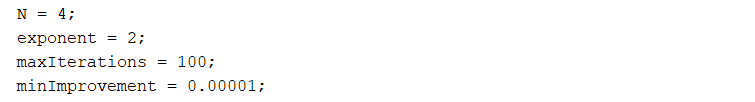 N = 4;
exponent = 2;
maxIterations = 100;
minImprovement = 0.00001;